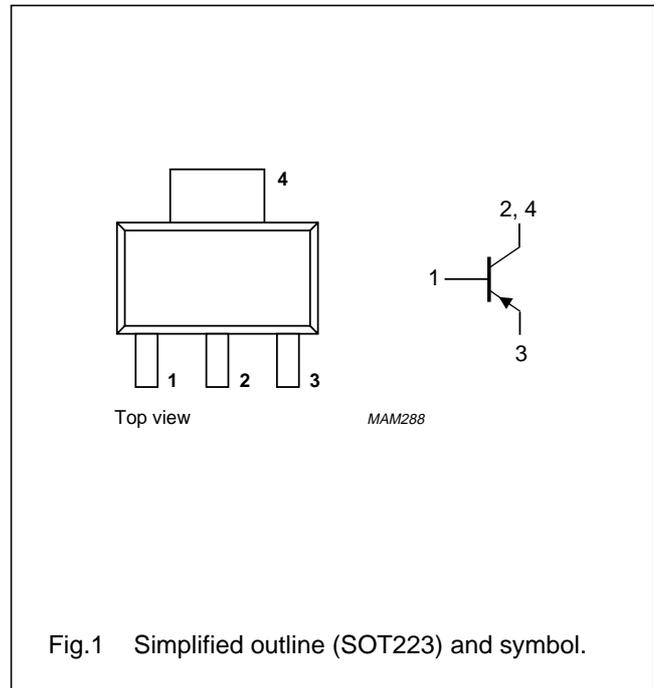 4
2, 4
1
3
1 2 3
Top view MAM288
Fig.1 Simplified outline (SOT223) and symbol.